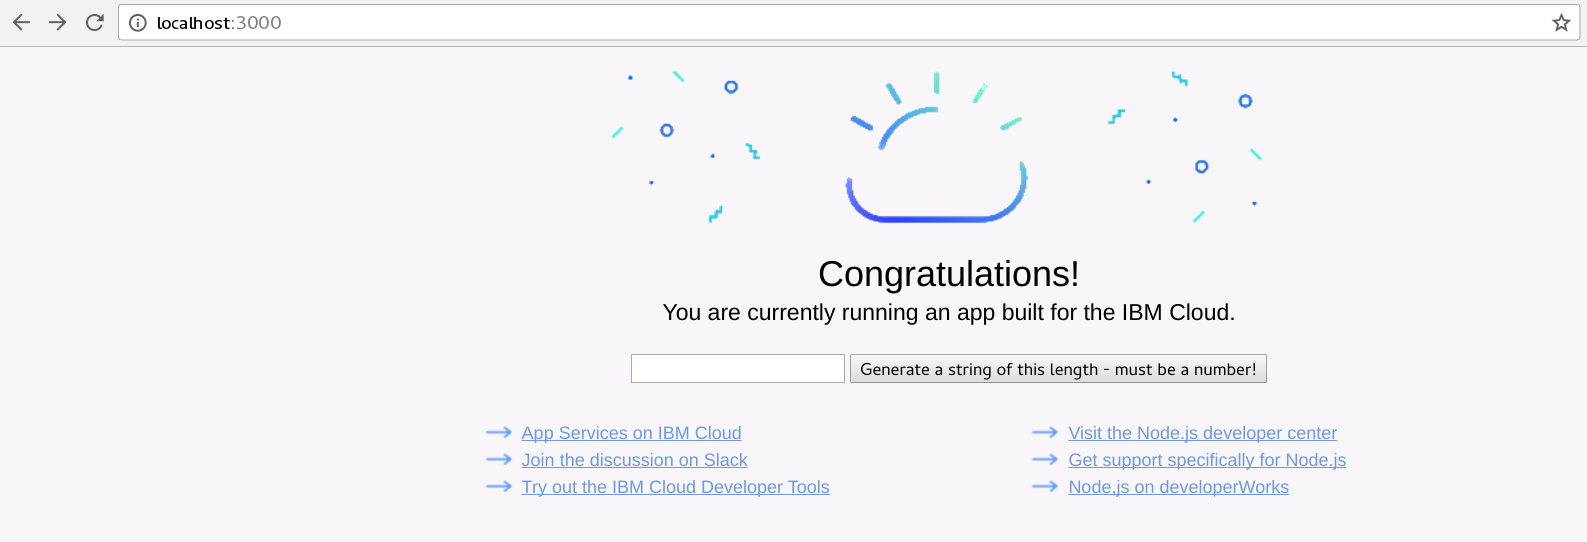 localhost:3000
Congratulations!
You are currently running an app built for the IBM Cloud.
Generate a string of this length - must be a number!
App Services on IBM Cloud
Join the discussion on Slack
Try out the IBM Cloud Developer Tools
Visit the Node.js developer center
Get support specifically for Node.js
Node.js on developerWorks